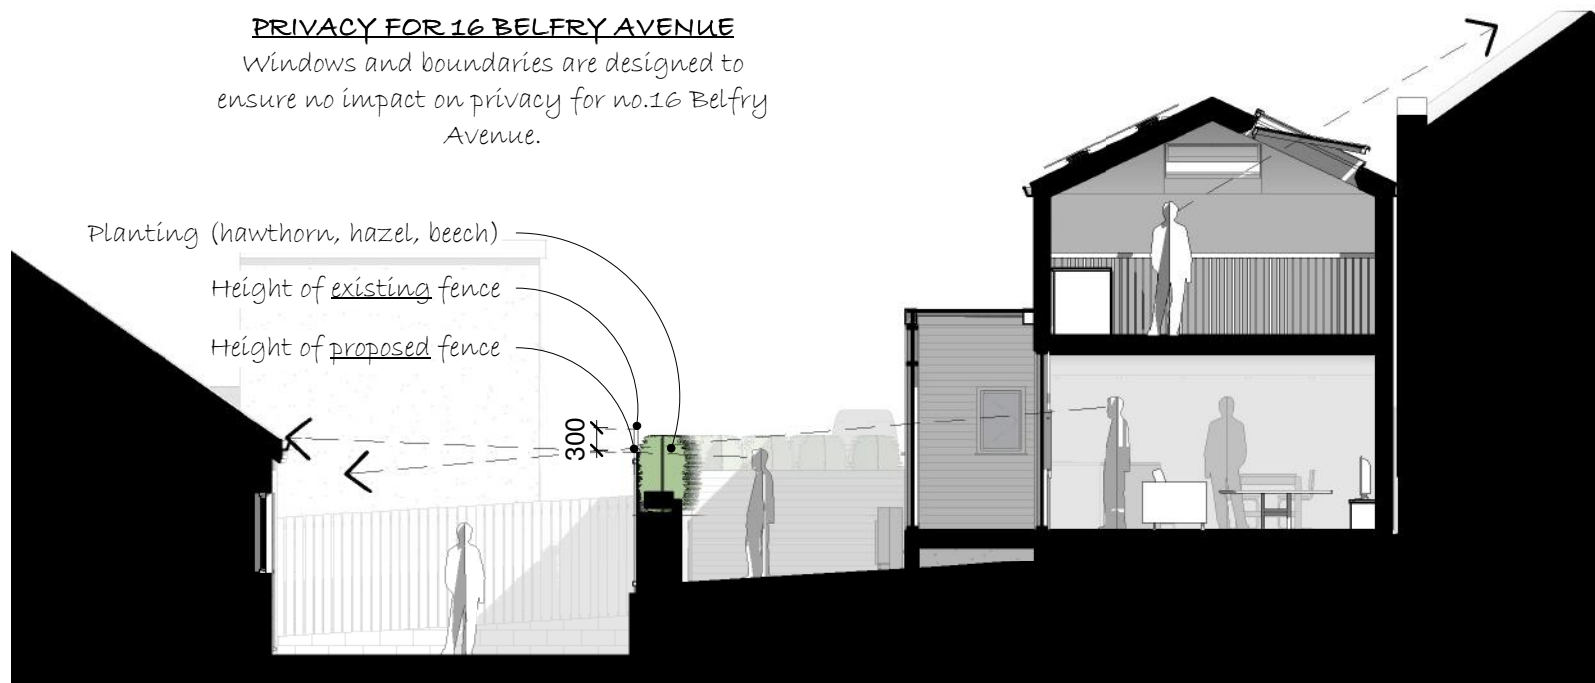 PRIVACY FOR 16 BELFRY AVENUE
Windows and boundaries are designed to
ensure no impact on privacy for no.16 Belfry
Avenue.
Planting (hawthorn, hazel, beech)
Height of existing fence
Height of proposed fence
300